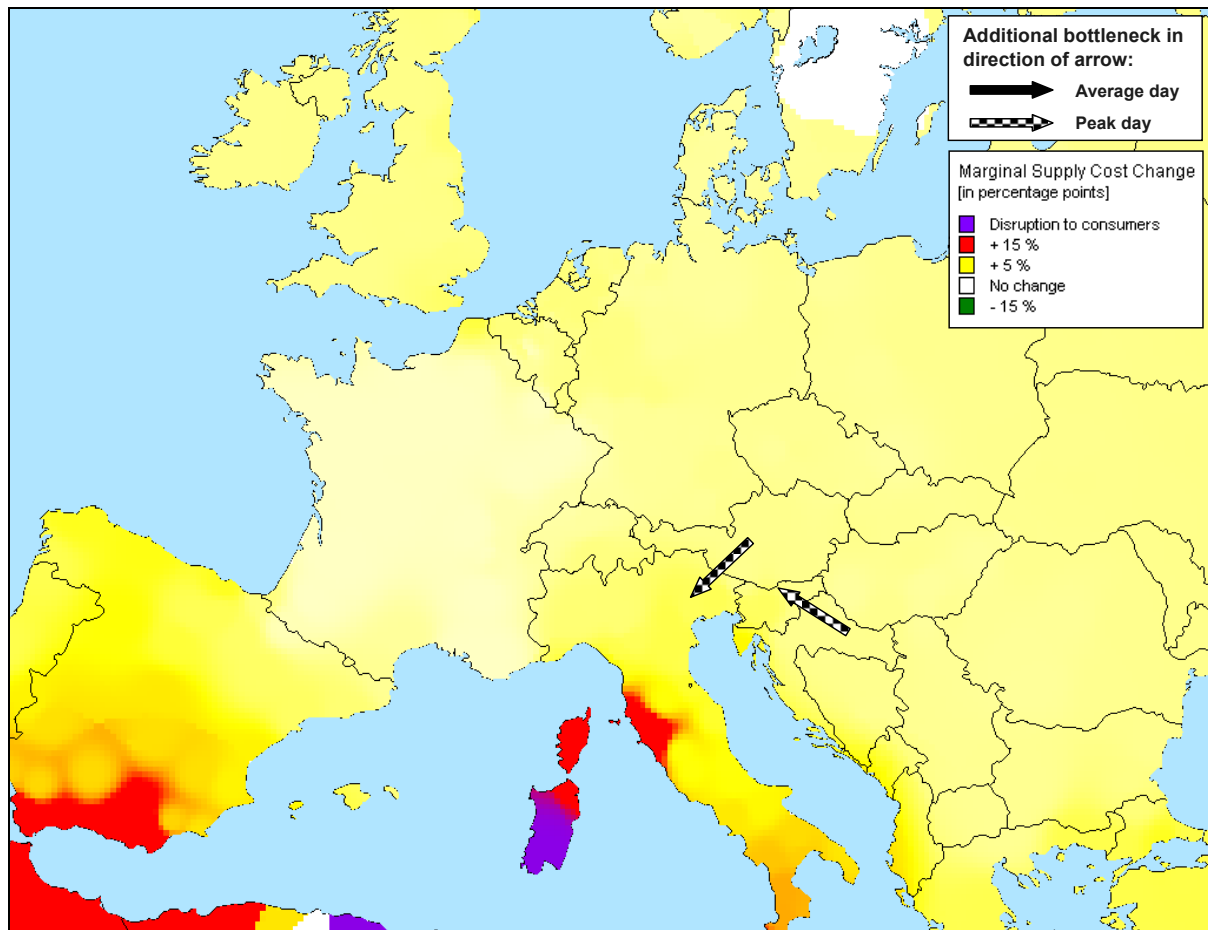 Additional bottleneck in
direction of arrow:
Average day
Peak day
Marginal Supply Cost Change
[in percentage points]
Disruption to consumers
+ 15 %
+ 5 %
No change
- 15 %